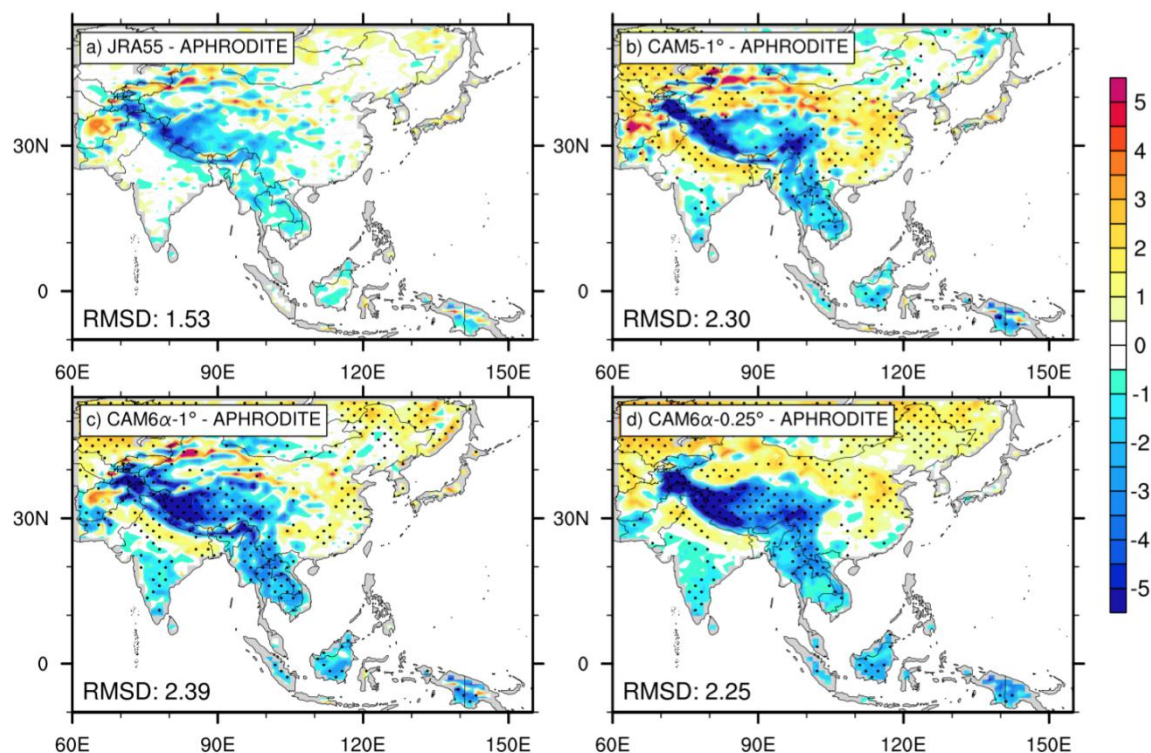 a) JRA55 - APHRODITE
30N
0
RMSD: 1.53
60E 90E 120E 150E
b) CAM5-1° - APHRODITE
30N
0
RMSD: 2.30
60E 90E 120E 150E
c) CAM6α-1° - APHRODITE
30N
0
RMSD: 2.39
60E 90E 120E 150E
d) CAM6α-0.25° - APHRODITE
30N
0
RMSD: 2.25
60E 90E 120E 150E
5
4
3
2
1
0
-1
-2
-3
-4
-5